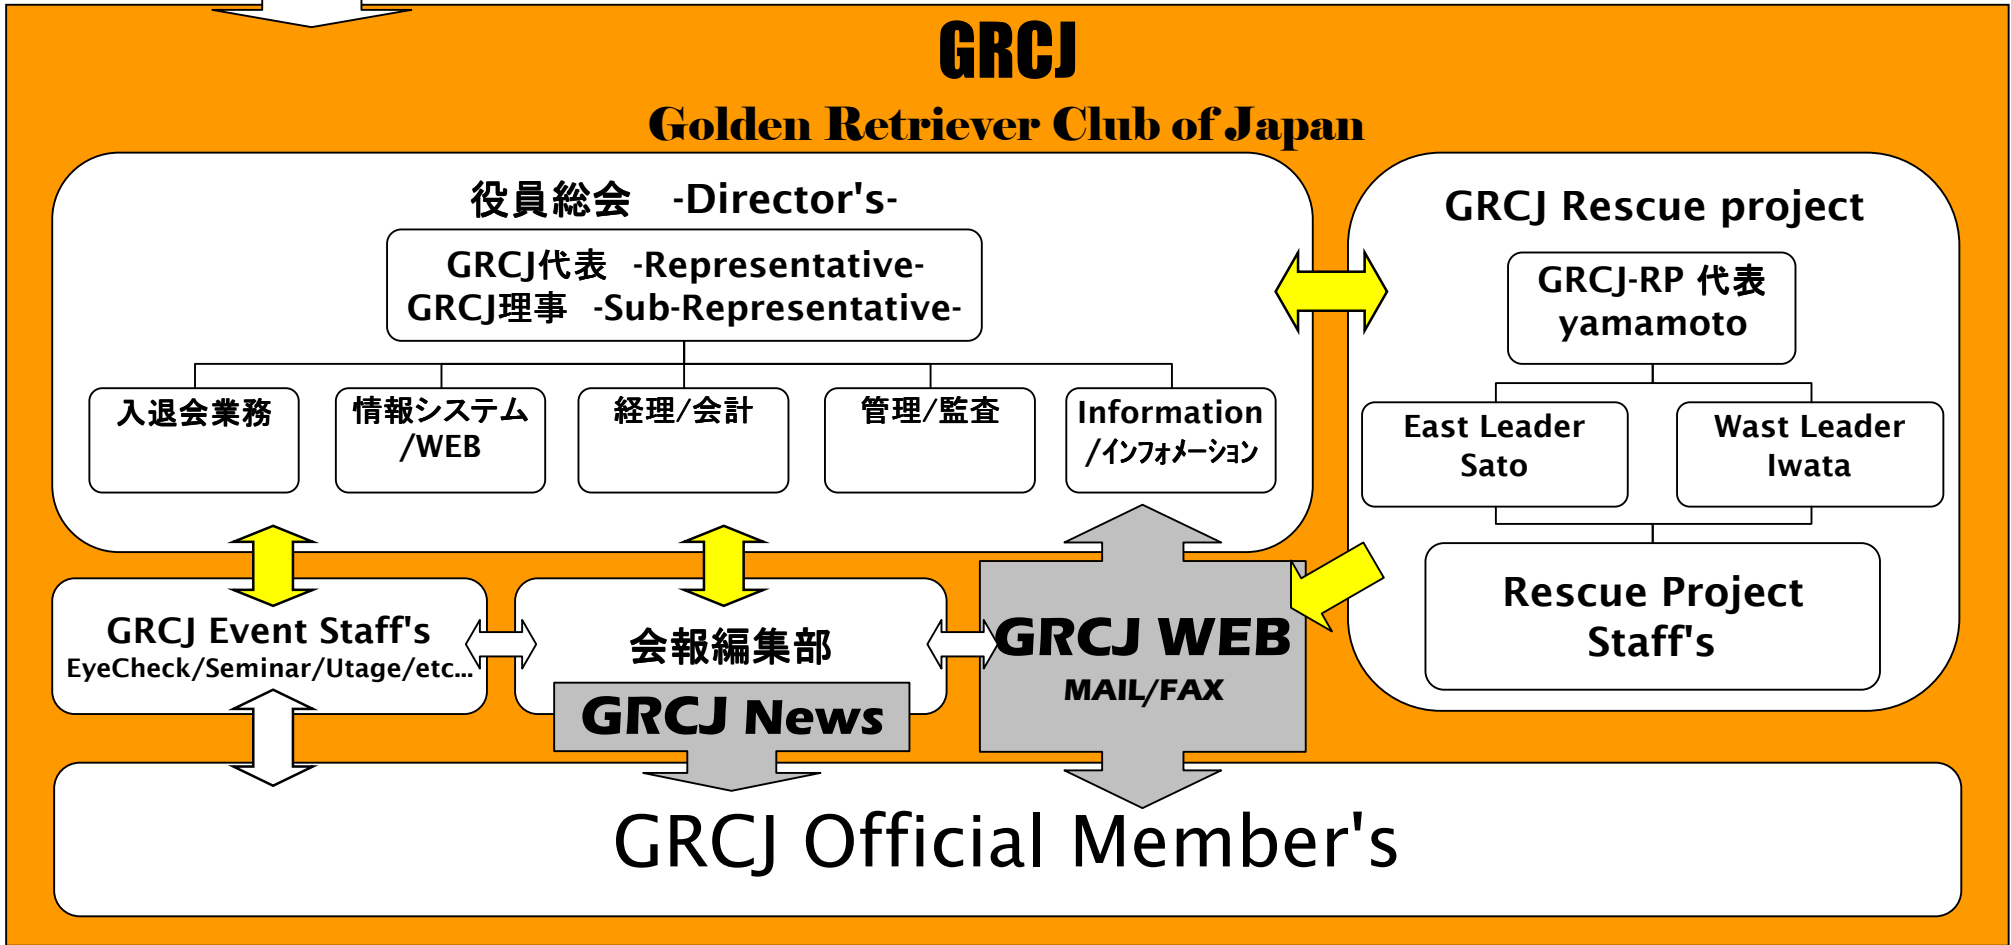 GRCJ
Golden Retriever Club of Japan
役員総会 -Director's-
GRCJ代表 -Representative-
GRCJ理事 -Sub-Representative-
入退会業務
情報システム
/WEB
経理/会計
管理/監査
Information
/インフォメーション
GRCJ Rescue project
GRCJ-RP 代表
yamamoto
East Leader
Sato
Wast Leader
Iwata
Rescue Project
Staff's
GRCJ Event Staff's
EyeCheck/Seminar/Utage/etc...
会報編集部
GRCJ News
GRCJ WEB
MAIL/FAX
GRCJ Official Member's